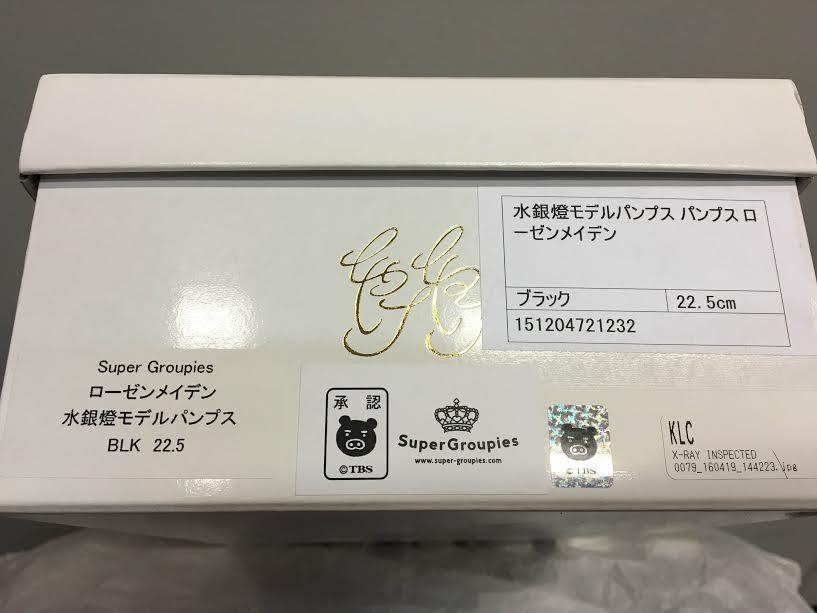 水銀燈モデルパンプス パンプス ロ
ーゼンメイデン
ブラック 22.5cm
151204721232
Super Groupies
ローゼンメイデン
水銀燈モデルパンプス
BLK 22.5
承認
©TBS
SuperGroupies
www.super-groupies.com
©TBS
KLC
X-RAY INSPECTED
0079_160419_144223.jpg